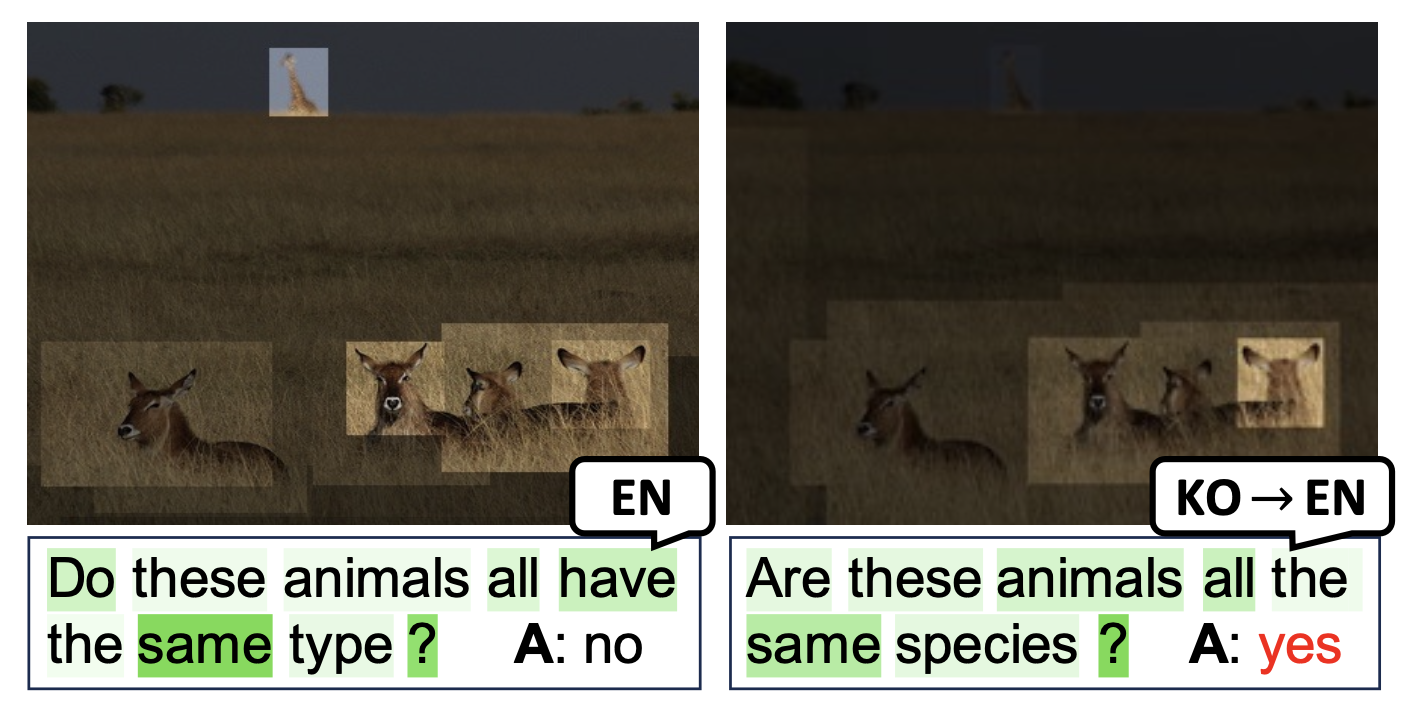 EN
Do these animals all have
the same type ? A: no
KO → EN
Are these animals all the
same species ? A: yes